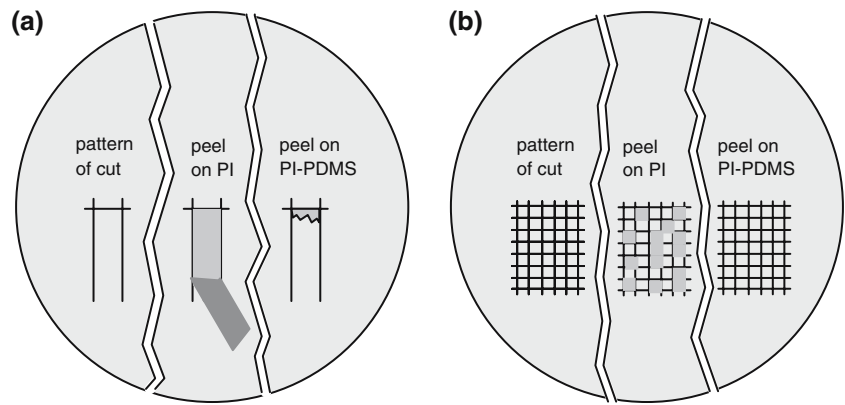 (a)
pattern
of cut
peel
on PI
peel on
PI-PDMS
(b)
pattern
of cut
peel
on PI
peel on
PI-PDMS